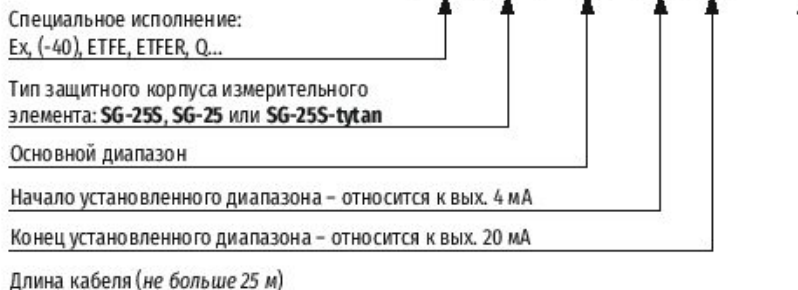 Специальное исполнение:
Ex, (-40), ETFE, ETFER, Q...
Тип защитного корпуса измерительного
элемента: SG-25S, SG-25 или SG-25S-tytan
Основной диапазон
Начало установленного диапазона – относится к вых. 4 мА
Конец установленного диапазона – относится к вых. 20 мА
Длина кабеля (не больше 25 м)